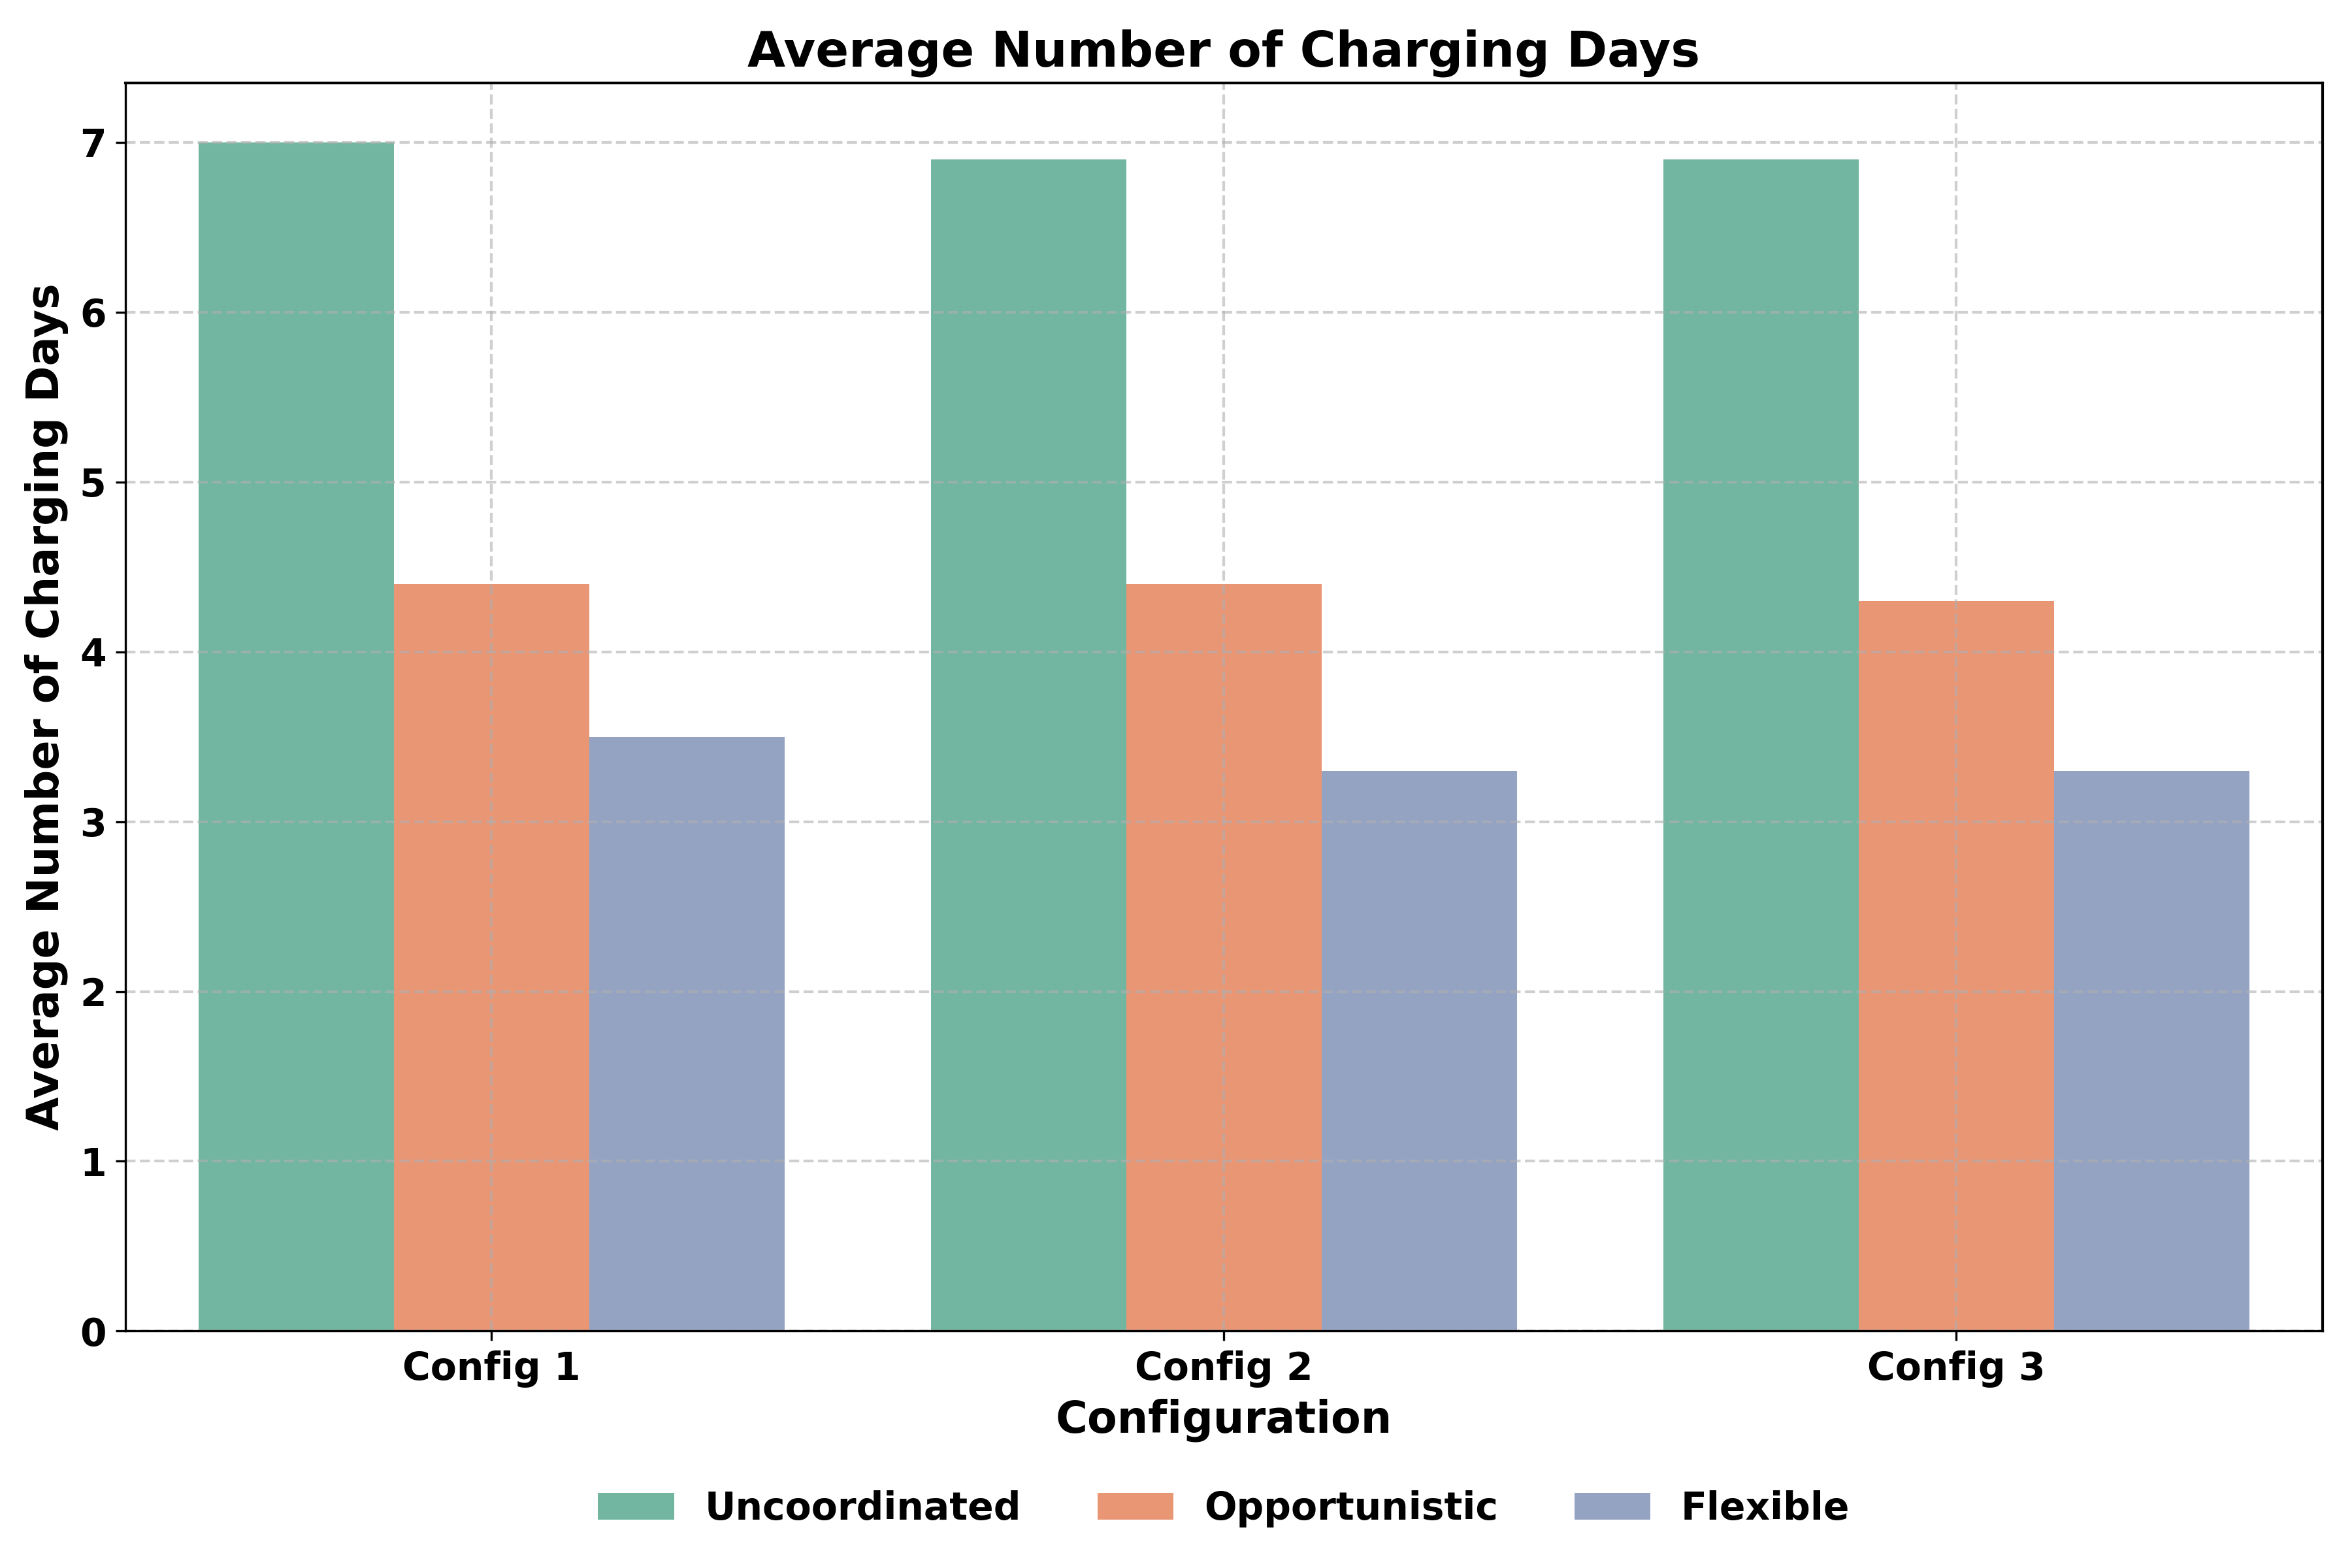 Average Number of Charging Days
Average Number of Charging Days
7
6
5
4
3
2
1
0
Config 1 Config 2 Config 3
Configuration
Uncoordinated Opportunistic Flexible